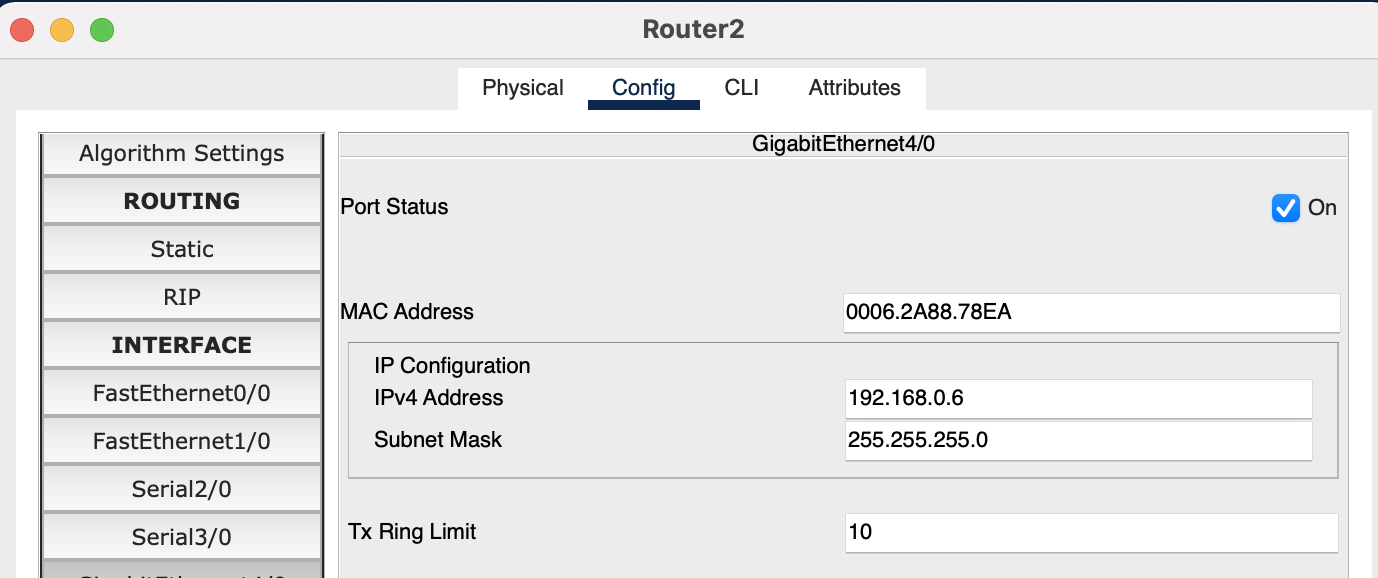 Router2
Physical Config CLI Attributes
Algorithm Settings
ROUTING
Static
RIP
INTERFACE
FastEthernet0/0
FastEthernet1/0
Serial2/0
Serial3/0
GigabitEthernet4/0
Port Status On
MAC Address 0006.2A88.78EA
IP Configuration
IPv4 Address 192.168.0.6
Subnet Mask 255.255.255.0
Tx Ring Limit 10